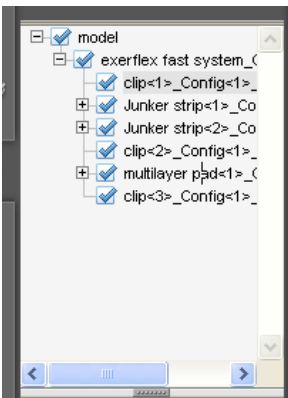 model
exerflex fast system_(
clip<1>_Config<1>_
Junker strip<1>_Co
Junker strip<2>_Co
clip<2>_Config<1>_
multilayer pad<1>_(
clip<3>_Config<1>_